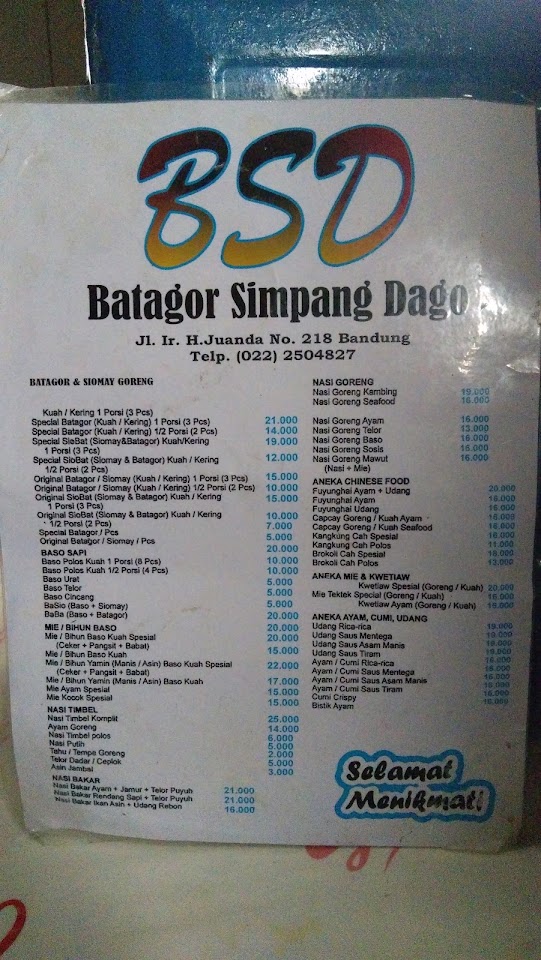 BSD
Batagor Simpang Dago
Jl. Ir. H.Juanda No. 218 Bandung
Telp. (022) 2504827
BATAGOR & SIOMAY GORENG
Kuah / Kering 1 Porsi (3 Pcs)
Special Batagor (Kuah / Kering) 1 Porsi (3 Pcs) 21.000
Special Batagor (Kuah / Kering) 1/2 Porsi (2 Pcs) 14.000
Special SioBat (Siomay&Batagor) Kuah/Kering 19.000
1 Porsi (3 Pcs)
Special SioBat (Siomay & Batagor) Kuah / Kering 12.000
1/2 Porsi (2 Pcs)
Original Batagor / Siomay (Kuah / Kering) 1 Porsi (3 Pcs) 15.000
Original Batagor / Siomay (Kuah / Kering) 1/2 Porsi (2 Pcs) 10.000
Original SioBat (Siomay & Batagor) Kuah / Kering 15.000
1 Porsi (3 Pcs)
Original SioBat (Siomay & Batagor) Kuah / Kering 10.000
1/2 Porsi (2 Pcs) 7.000
Special Batagor / Pcs
Original Batagor / Siomay / Pcs 5.000
BASO SAPI 20.000
Baso Polos Kuah 1 Porsi (8 Pcs) 10.000
Baso Polos Kuah 1/2 Porsi (4 Pcs) 10.000
Baso Urat 5.000
Baso Telor 5.000
Baso Cincang 5.000
BaSio (Baso + Siomay) 5.000
BaBa (Baso + Batagor) 20.000
MIE / BIHUN BASO 20.000
Mie / Bihun Baso Kuah Spesial 20.000
(Ceker + Pangsit + Babat)
Mie / Bihun Baso Kuah 15.000
Mie / Bihun Yamin (Manis / Asin) Baso Kuah Spesial 22.000
(Ceker + Pangsit + Babat)
Mie / Bihun Yamin (Manis / Asin) Baso Kuah 17.000
Mie Ayam Spesial 15.000
Mie Kocok Spesial 15.000
NASI TIMBEL
Nasi Timbel Komplit 25.000
Ayam Goreng 14.000
Nasi Timbel polos 6.000
Nasi Putih 5.000
Tahu / Tempe Goreng 2.000
Telor Dadar / Ceplok 5.000
Asin Jambal 3.000
NASI BAKAR
Nasi Bakar Ayam + Jamur + Telor Puyuh 21.000
Nasi Bakar Rendang Sapi + Telor Puyuh 21.000
Nasi Bakar Ikan Asin + Udang Rebon 16.000
NASI GORENG
Nasi Goreng Kambing 19.000
Nasi Goreng Seafood 16.000
Nasi Goreng Ayam 16.000
Nasi Goreng Telor 13.000
Nasi Goreng Baso 16.000
Nasi Goreng Sosis 16.000
Nasi Goreng Mawut 16.000
(Nasi + Mie)
ANEKA CHINESE FOOD
Fuyunghai Ayam + Udang 20.000
Fuyunghai Ayam 16.000
Fuyunghai Udang 16.000
Capcay Goreng / Kuah Ayam 16.000
Capcay Goreng / Kuah Seafood 16.000
Kangkung Cah Spesial 16.000
Kangkung Cah Polos 11.000
Brokoli Cah Spesial 16.000
Brokoli Cah Polos 13.000
ANEKA MIE & KWETIAW
Kwetiaw Spesial (Goreng / Kuah) 20.000
Mie Tektek Special (Goreng / Kuah) 16.000
Kwetiaw Ayam (Goreng / Kuah) 16.000
ANEKA AYAM, CUMI, UDANG
Udang Rica-rica 19.000
Udang Saus Mentega 19.000
Udang Saus Asam Manis 19.000
Udang Saus Tiram 19.000
Ayam / Cumi Rica-rica 16.000
Ayam / Cumi Saus Mentega 16.000
Ayam / Cumi Saus Asam Manis 16.000
Ayam / Cumi Saus Tiram 16.000
Cumi Crispy 16.000
Bistik Ayam
Selamat
Menikmati